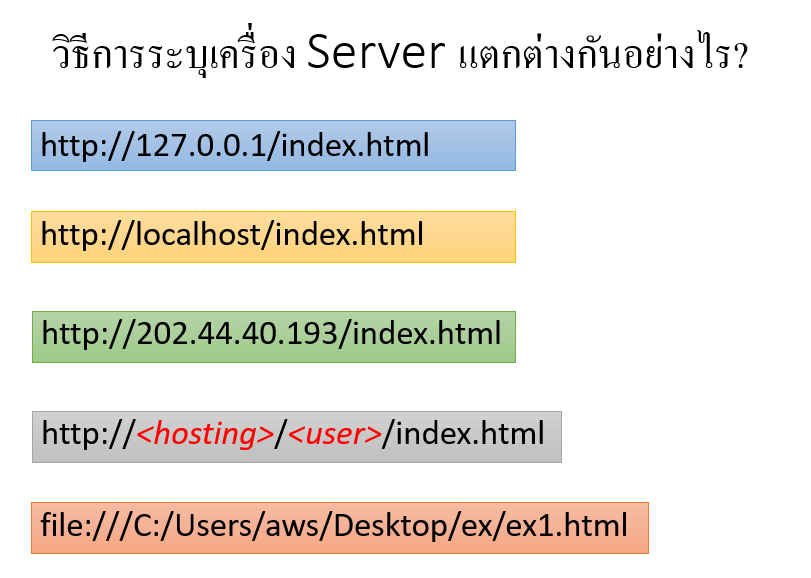 วิธีการระบุเครื่อง Server แตกต่างกันอย่างไร?
http://127.0.0.1/index.html
http://localhost/index.html
http://202.44.40.193/index.html
http://<hosting>/<user>/index.html
file:///C:/Users/aws/Desktop/ex/ex1.html